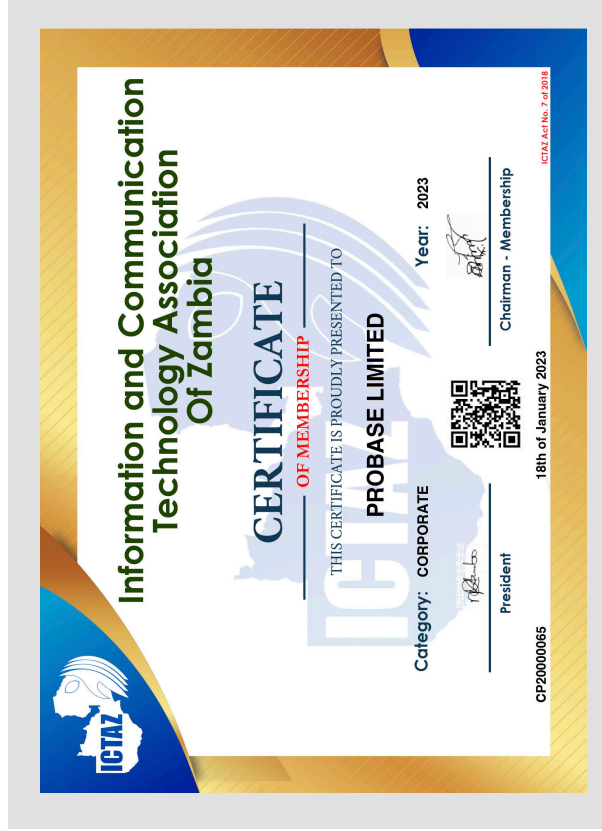 ICTAZ
Information and Communication
Technology Association
Of Zambia
CERTIFICATE
OF MEMBERSHIP
THIS CERTIFICATE IS PROUDLY PRESENTED TO
PROBASE LIMITED
Category: CORPORATE Year: 2023
President Chairman - Membership
CP20000065 18th of January 2023
ICTAZ Act No. 7 of 2018
ICTAZ